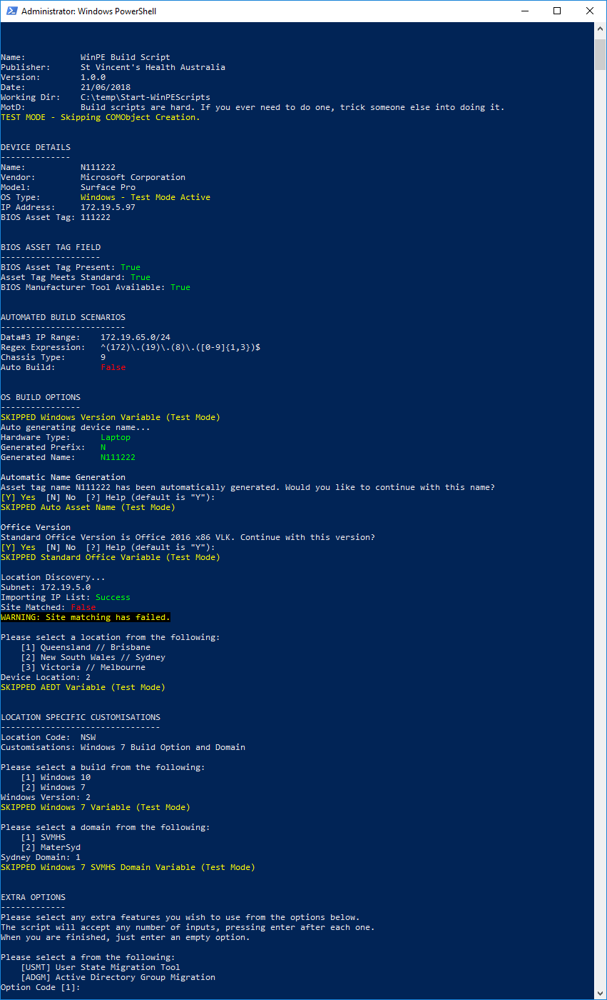 Administrator: Windows PowerShell
Name: WinPE Build Script
Publisher: St Vincent's Health Australia
Version: 1.0.0
Date: 21/06/2018
Working Dir: C:\temp\Start-WinPEScripts
MotD: Build scripts are hard. If you ever need to do one, trick someone else into doing it.
TEST MODE - Skipping COMObject Creation.
DEVICE DETAILS
--------------
Name: N111222
Vendor: Microsoft Corporation
Model: Surface Pro
OS Type: Windows - Test Mode Active
IP Address: 172.19.5.97
BIOS Asset Tag: 111222
BIOS ASSET TAG FIELD
--------------------
BIOS Asset Tag Present: True
Asset Tag Meets Standard: True
BIOS Manufacturer Tool Available: True
AUTOMATED BUILD SCENARIOS
-------------------------
Data#3 IP Range: 172.19.65.0/24
Regex Expression: ^(172)\.(19)\.(8)\.([0-9]{1,3})$
Chassis Type: 9
Auto Build: False
OS BUILD OPTIONS
----------------
SKIPPED Windows Version Variable (Test Mode)
Auto generating device name...
Hardware Type: Laptop
Generated Prefix: N
Generated Name: N111222
Automatic Name Generation
Asset tag name N111222 has been automatically generated. Would you like to continue with this name?
[Y] Yes [N] No [?] Help (default is "Y"):
SKIPPED Auto Asset Name (Test Mode)
Office Version
Standard Office Version is Office 2016 x86 VLK. Continue with this version?
[Y] Yes [N] No [?] Help (default is "Y"):
SKIPPED Standard Office Variable (Test Mode)
Location Discovery...
Subnet: 172.19.5.0
Importing IP List: Success
Site Matched: False
WARNING: Site matching has failed.
Please select a location from the following:
[1] Queensland // Brisbane
[2] New South Wales // Sydney
[3] Victoria // Melbourne
Device Location: 2
SKIPPED AEDT Variable (Test Mode)
LOCATION SPECIFIC CUSTOMISATIONS
--------------------------------
Location Code: NSW
Customisations: Windows 7 Build Option and Domain
Please select a build from the following:
[1] Windows 10
[2] Windows 7
Windows Version: 2
SKIPPED Windows 7 Variable (Test Mode)
Please select a domain from the following:
[1] SVMHS
[2] MaterSyd
Sydney Domain: 1
SKIPPED Windows 7 SVMHS Domain Variable (Test Mode)
EXTRA OPTIONS
-------------
Please select any extra features you wish to use from the options below.
The script will accept any number of inputs, pressing enter after each one.
When you are finished, just enter an empty option.
Please select a from the following:
[USMT] User State Migration Tool
[ADGM] Active Directory Group Migration
Option Code [1]: